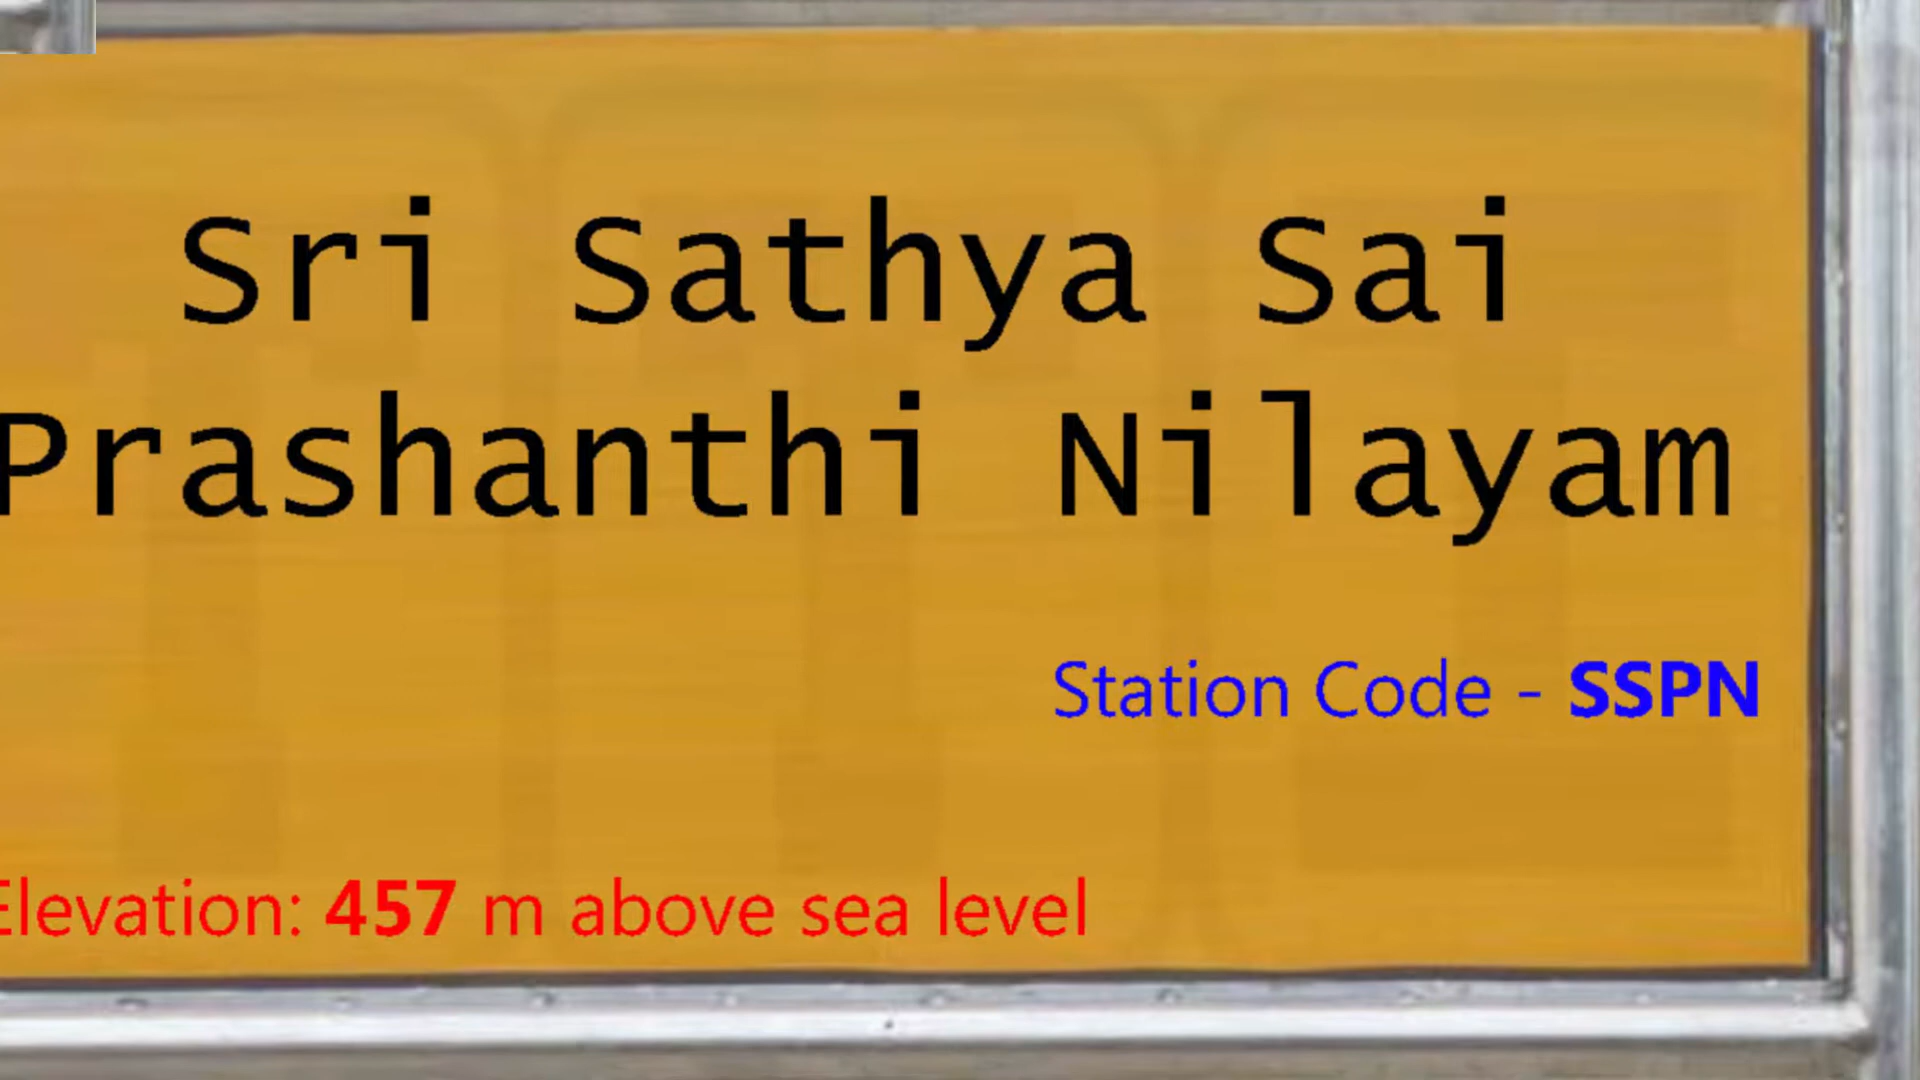 Sri Sathya Sai
Prashanthi Nilayam
Station Code - SSPN
Elevation: 457 m above sea level